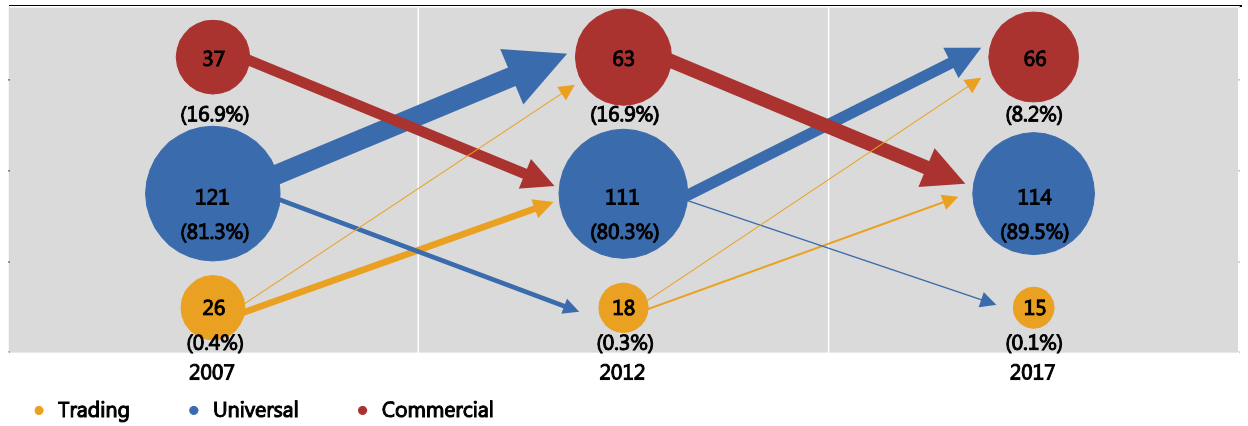 37 63 66
(16.9%) (16.9%) (8.2%)
121 111 114
(81.3%) (80.3%) (89.5%)
26 18 15
(0.4%) (0.3%) (0.1%)
2007 2012 2017
Trading Universal Commercial